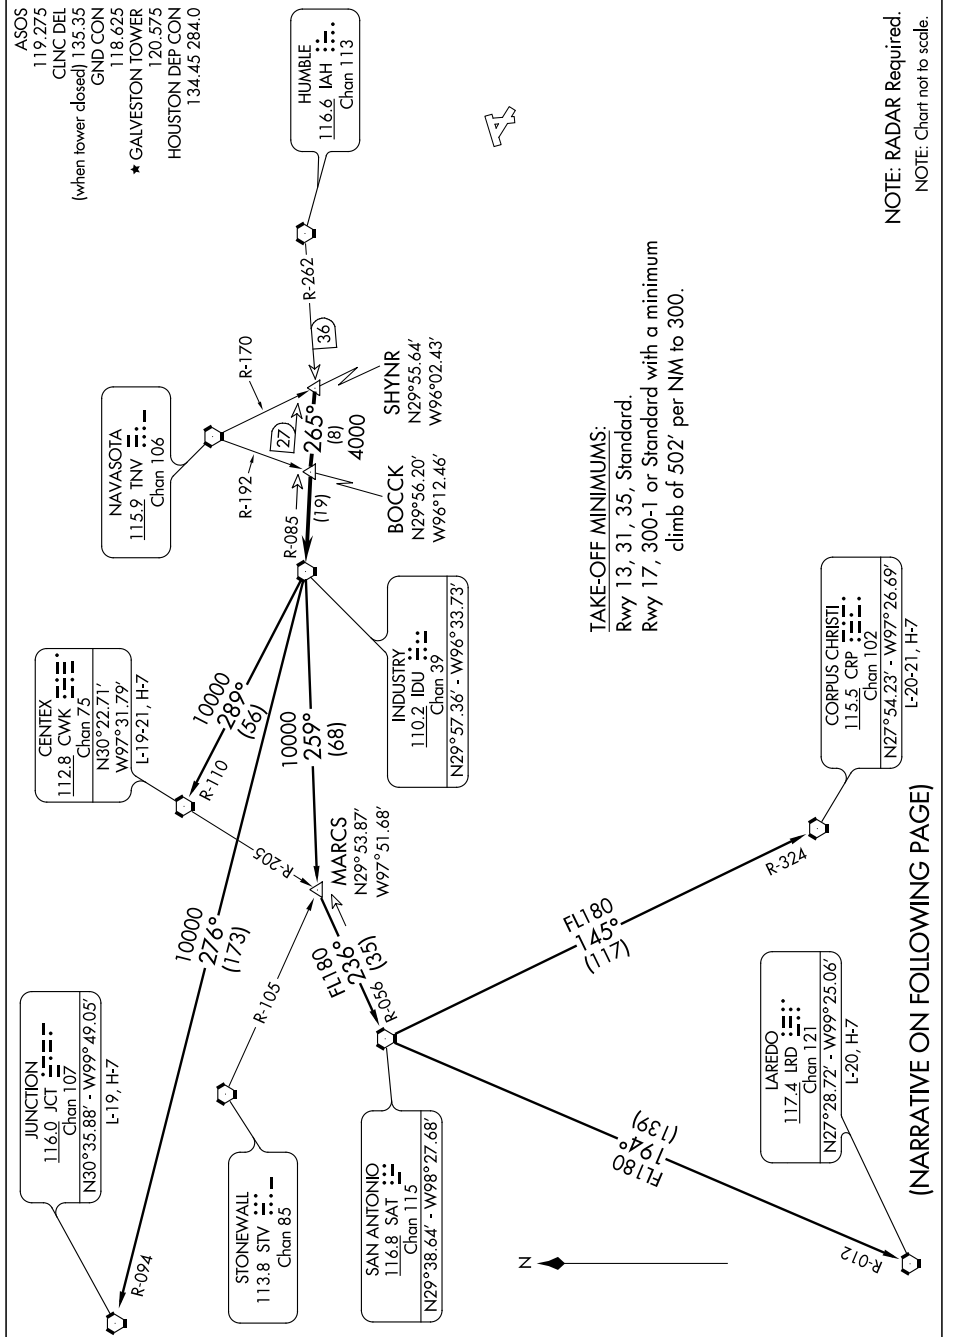 ASOS
119.275
CLNC DEL
(when tower closed) 135.35
GND CON
118.625
★ GALVESTON TOWER
120.575
HOUSTON DEP CON
134.45 284.0
HUMBLE
116.6 IAH
Chan 113
R-262
36
NAVASOTA
115.9 TNV
Chan 106
R-170
R-192
27
265°
(8)
4000
SHYNR
N29°55.64'
W96°02.43'
BOCCK
N29°56.20'
W96°12.46'
R-085
(19)
INDUSTRY
110.2 IDU
Chan 39
N29°57.36' - W96°33.73'
CENTEX
112.8 CWK
Chan 75
N30°22.71'
W97°31.79'
L-19-21, H-7
10000
289°
(56)
R-110
10000
259°
(68)
R-205
MARCS
N29°53.87'
W97°51.68'
10000
276°
(173)
JUNCTION
116.0 JCT
Chan 107
N30°35.88' - W99°49.05'
L-19, H-7
R-094
STONEWALL
113.8 STV
Chan 85
R-105
FL180
236°
(35)
R-056
SAN ANTONIO
116.8 SAT
Chan 115
N29°38.64' - W98°27.68'
FL180
145°
(117)
R-324
CORPUS CHRISTI
115.5 CRP
Chan 102
N27°54.23' - W97°26.69'
L-20-21, H-7
FL180
194°
(139)
R-012
LAREDO
117.4 LRD
Chan 121
N27°28.72' - W99°25.06'
L-20, H-7
N
TAKE-OFF MINIMUMS:
Rwy 13, 31, 35, Standard.
Rwy 17, 300-1 or Standard with a minimum
climb of 502' per NM to 300.
NOTE: RADAR Required.
NOTE: Chart not to scale.
(NARRATIVE ON FOLLOWING PAGE)